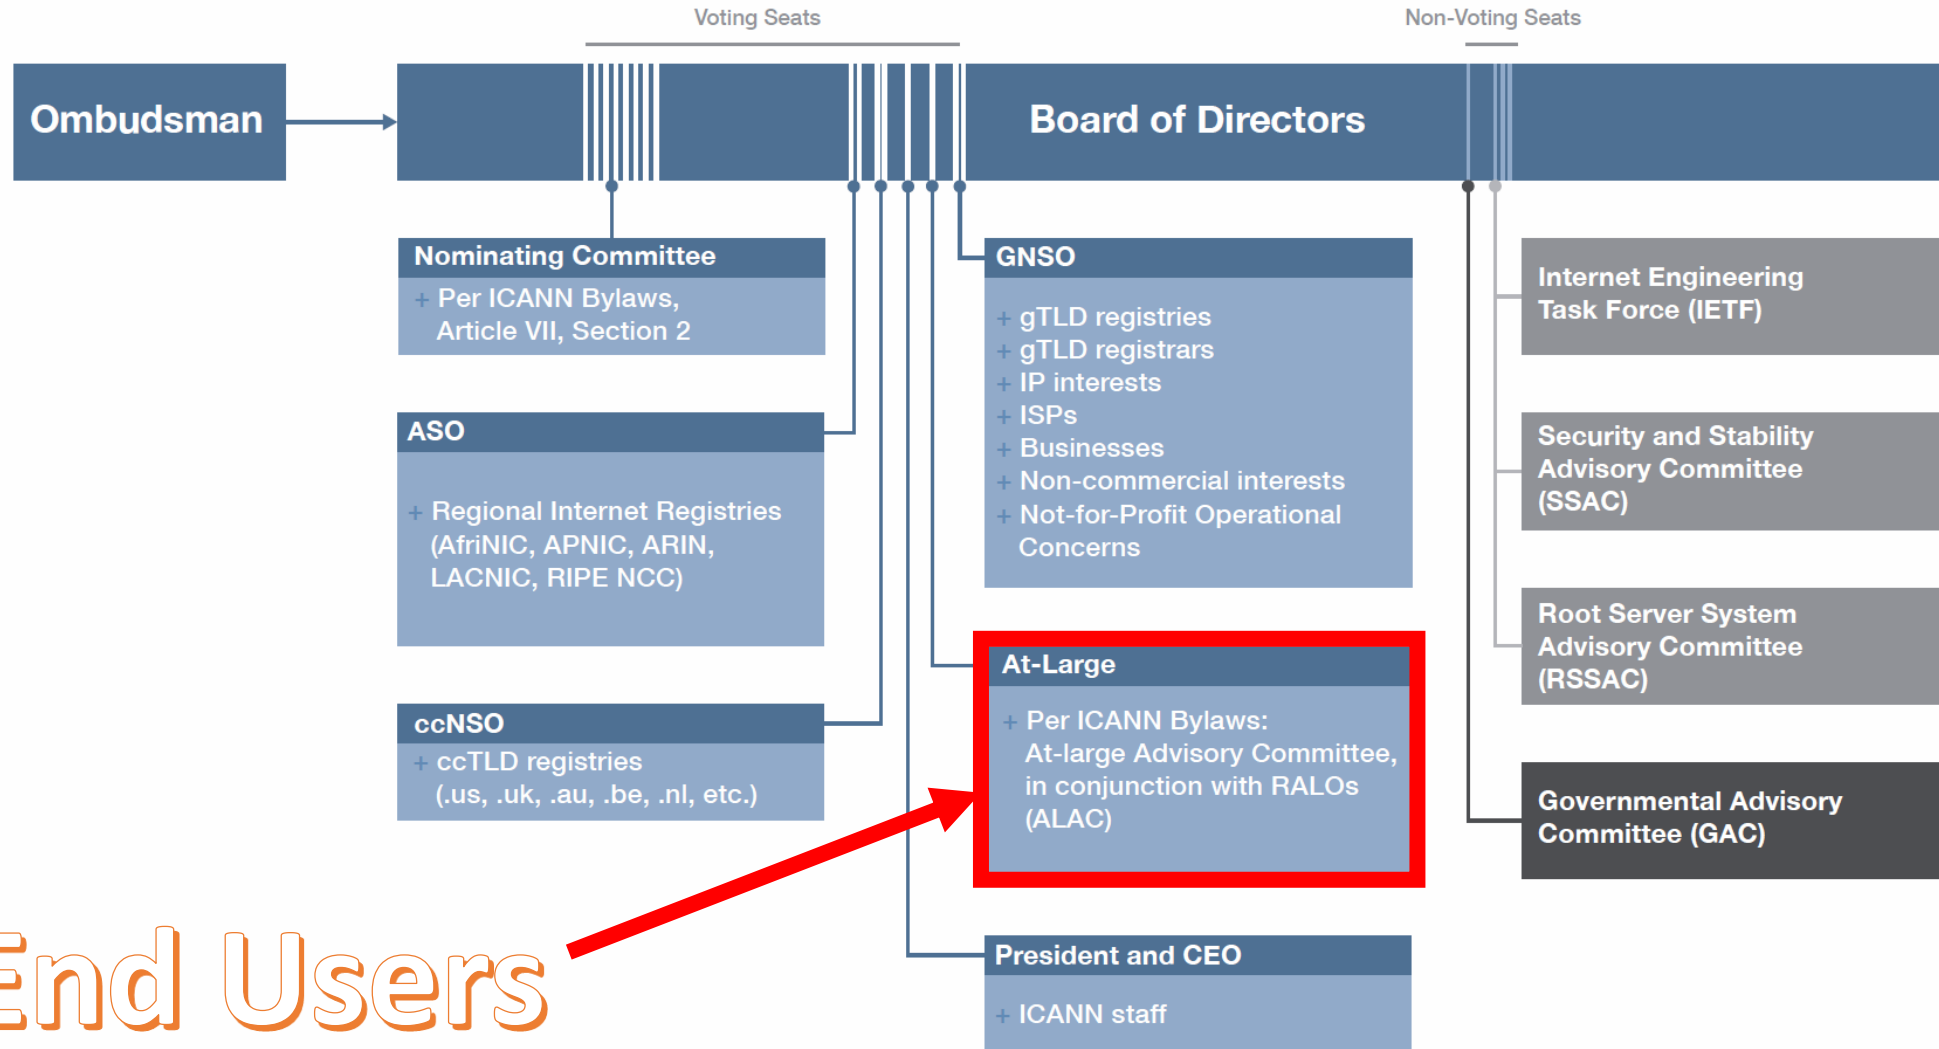 Voting Seats
Non-Voting Seats
Ombudsman
Board of Directors
Nominating Committee
+ Per ICANN Bylaws,
Article VII, Section 2
ASO
+ Regional Internet Registries
(AfriNIC, APNIC, ARIN,
LACNIC, RIPE NCC)
ccNSO
+ ccTLD registries
(.us, .uk, .au, .be, .nl, etc.)
GNSO
+ gTLD registries
+ gTLD registrars
+ IP interests
+ ISPs
+ Businesses
+ Non-commercial interests
+ Not-for-Profit Operational
Concerns
At-Large
+ Per ICANN Bylaws:
At-large Advisory Committee,
in conjunction with RALOs
(ALAC)
President and CEO
+ ICANN staff
Internet Engineering
Task Force (IETF)
Security and Stability
Advisory Committee
(SSAC)
Root Server System
Advisory Committee
(RSSAC)
Governmental Advisory
Committee (GAC)
End Users